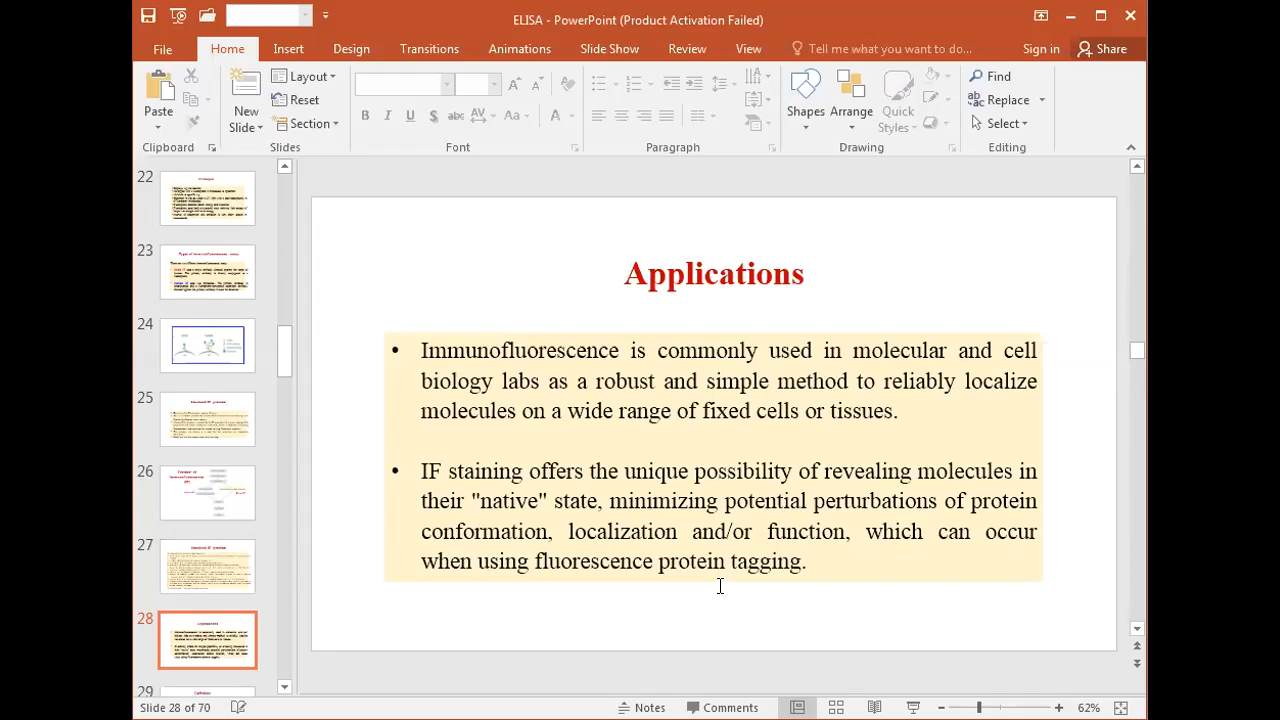 ELISA - PowerPoint (Product Activation Failed)
File Home Insert Design Transitions Animations Slide Show Review View Tell me what you want to do... Sign in Share
Paste
New Slide
Layout
Reset
Section
Shapes
Arrange
Quick Styles
Find
Replace
Select
Clipboard Slides Font Paragraph Drawing Editing
22
23
24
25
26
27
28
29
Applications
• Immunofluorescence is commonly used in molecular and cell
biology labs as a robust and simple method to reliably localize
molecules on a wide range of fixed cells or tissues.
• IF staining offers the unique possibility of revealing molecules in
their "native" state, minimizing potential perturbations of protein
conformation, localization and/or function, which can occur
when using fluorescence protein tagging.
Slide 28 of 70 Notes Comments 62%